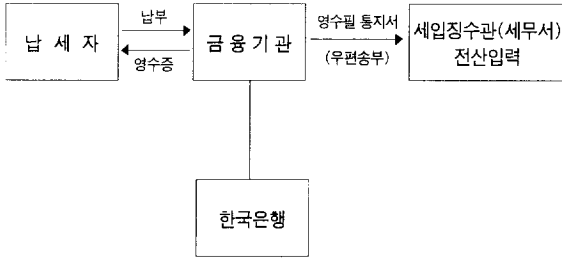 납 세 자
납부
영수증
금 융 기 관
영수필 통지서
(우편송부)
세입징수관(세무서)
전산입력
한국은행